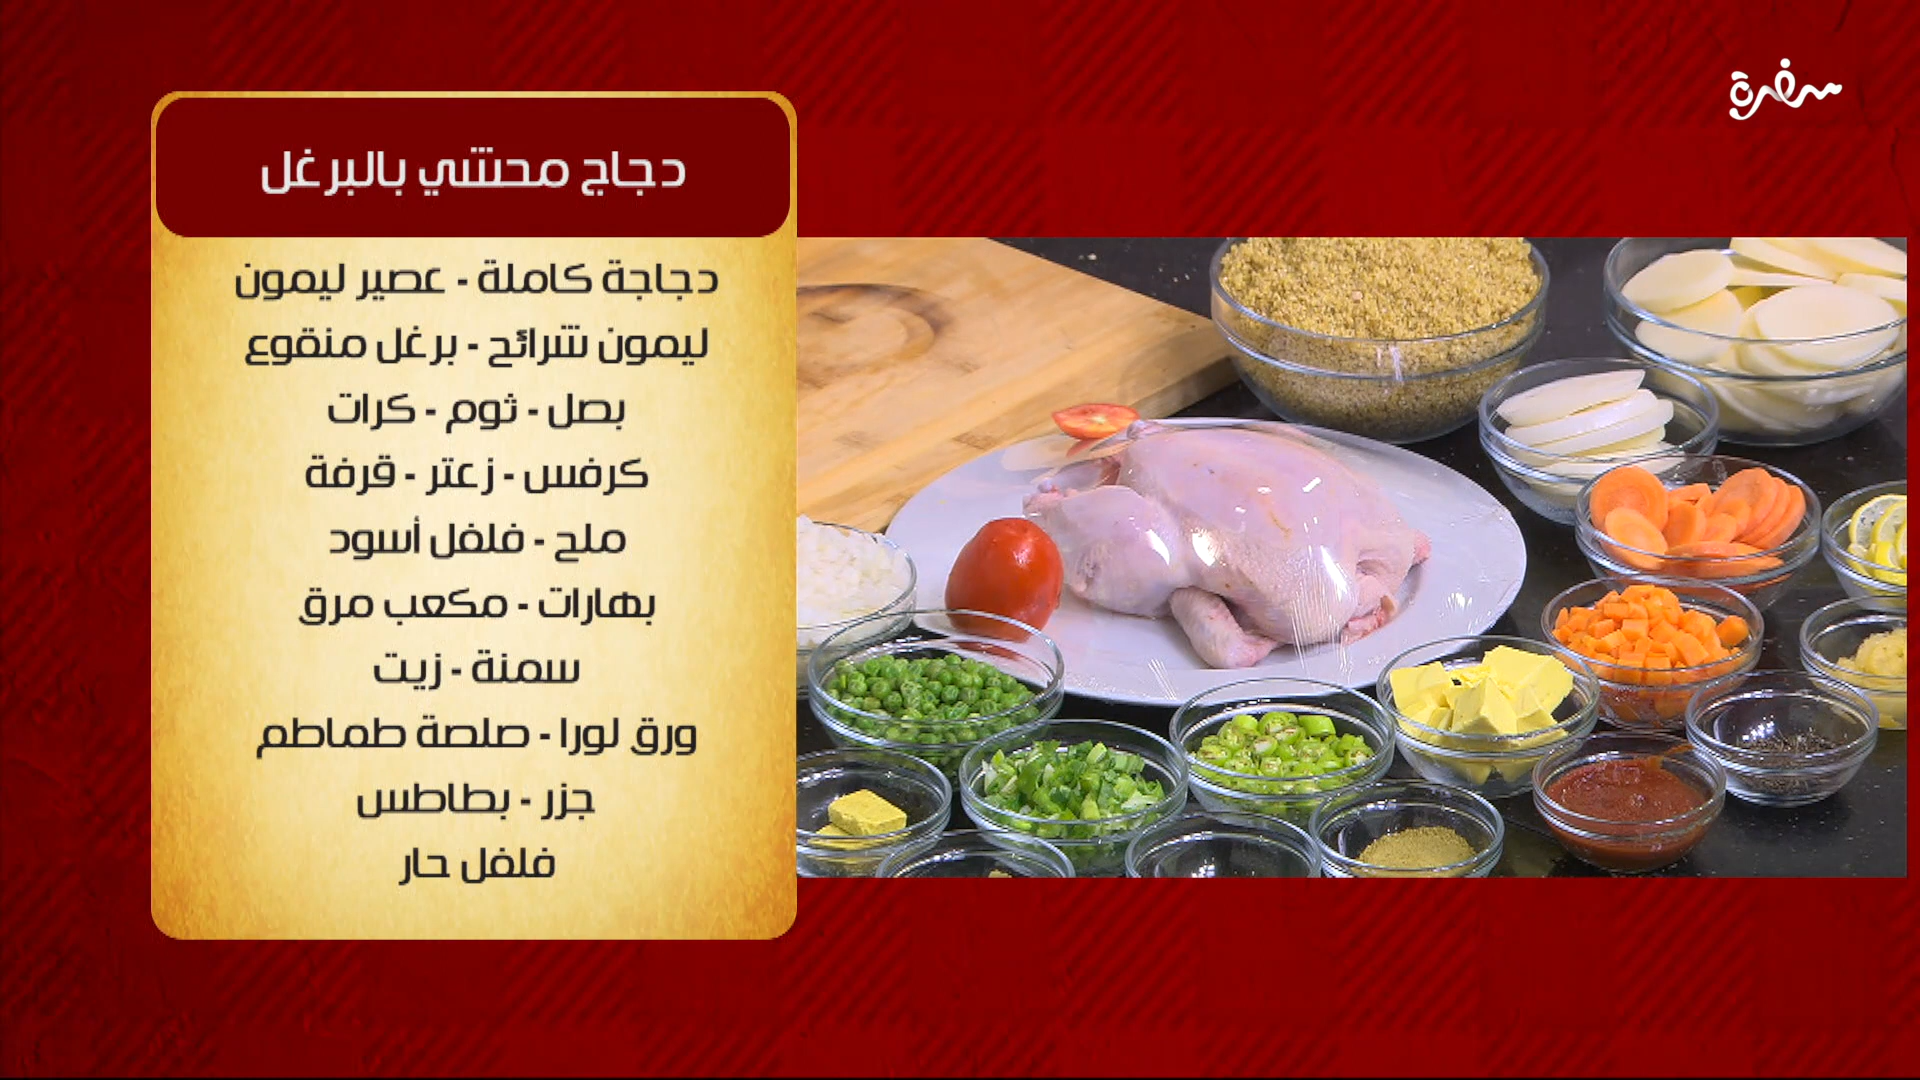 سفرة
دجاج محشي بالبرغل
دجاجة كاملة - عصير ليمون
ليمون شرائح - برغل منقوع
بصل - ثوم - كرات
كرفس - زعتر - قرفة
ملح - فلفل أسود
بهارات - مكعب مرق
سمنة - زيت
ورق لورا - صلصة طماطم
جزر - بطاطس
فلفل حار